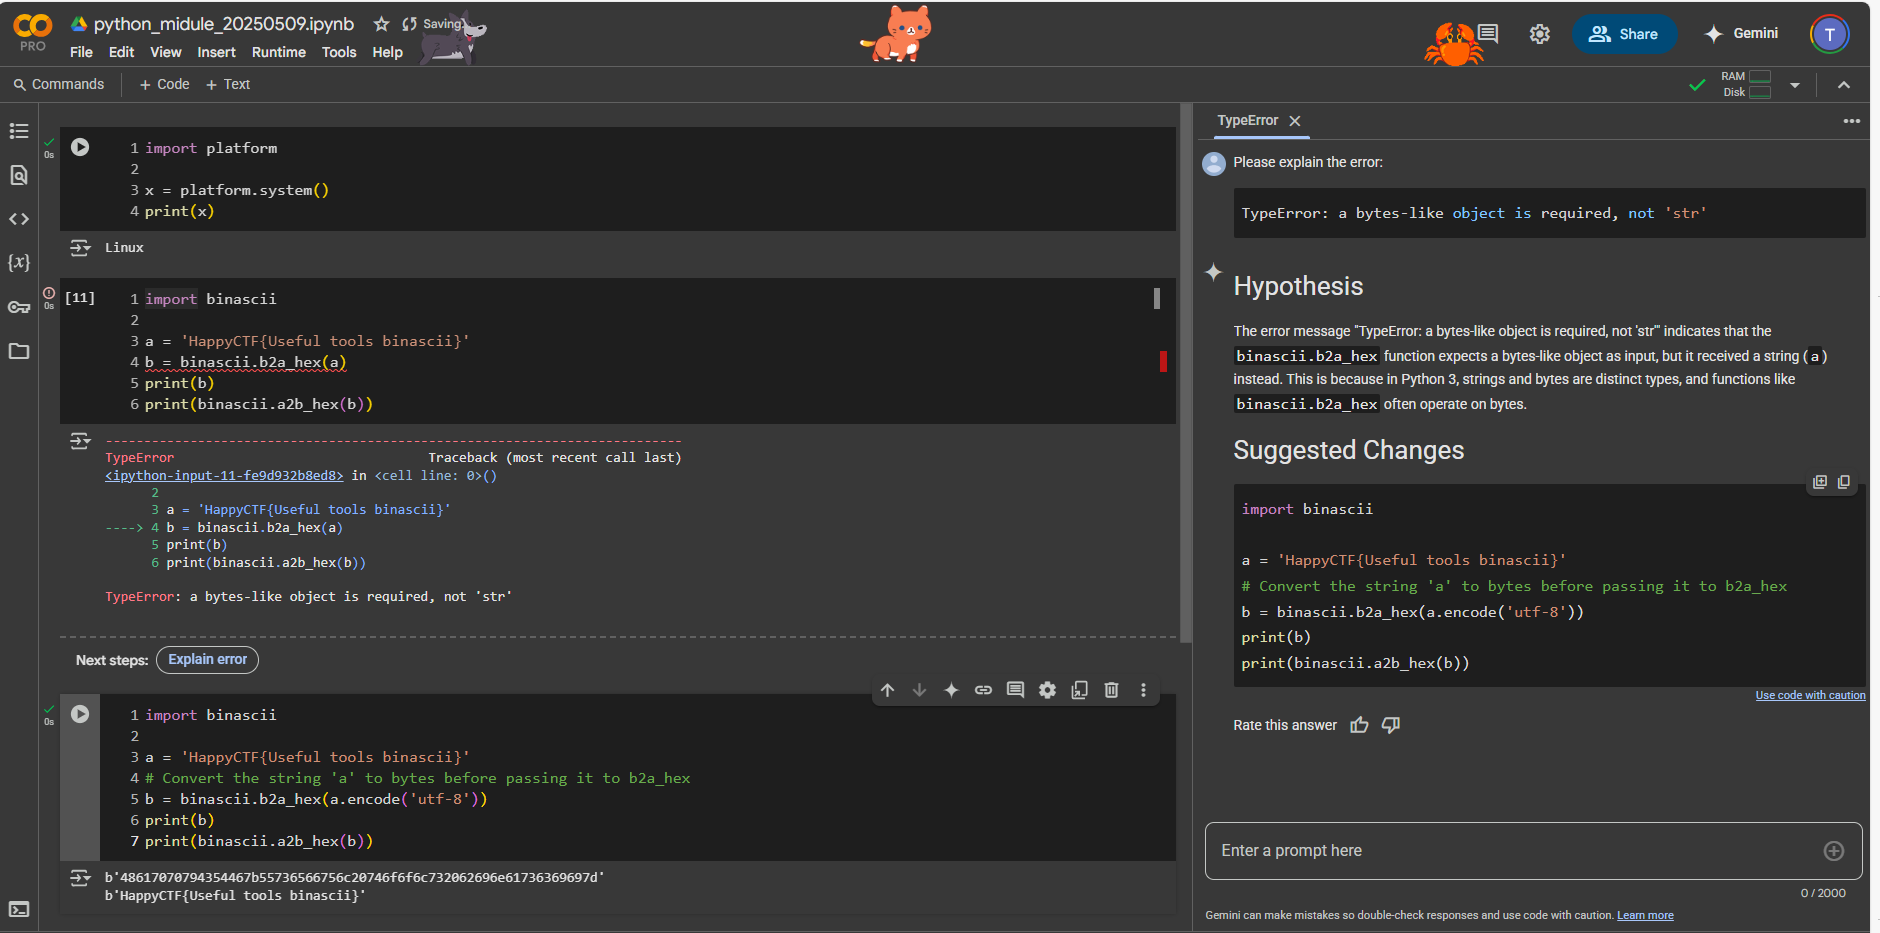 PRO
python_midule_20250509.ipynb
Saving
File Edit View Insert Runtime Tools Help
Share
Gemini
T
Commands
+ Code + Text
RAM
Disk
0s
1 import platform
2
3 x = platform.system()
4 print(x)
Linux
0s
[11]
1 import binascii
2
3 a = 'HappyCTF{Useful tools binascii}'
4 b = binascii.b2a_hex(a)
5 print(b)
6 print(binascii.a2b_hex(b))
---------------------------------------------------------------------------
TypeError Traceback (most recent call last)
<ipython-input-11-fe9d932b8ed8> in <cell line: 0>()
2
3 a = 'HappyCTF{Useful tools binascii}'
----> 4 b = binascii.b2a_hex(a)
5 print(b)
6 print(binascii.a2b_hex(b))
TypeError: a bytes-like object is required, not 'str'
Next steps: Explain error
0s
1 import binascii
2
3 a = 'HappyCTF{Useful tools binascii}'
4 # Convert the string 'a' to bytes before passing it to b2a_hex
5 b = binascii.b2a_hex(a.encode('utf-8'))
6 print(b)
7 print(binascii.a2b_hex(b))
b'48617070794354467b55736566756c20746f6f6c732062696e61736369697d'
b'HappyCTF{Useful tools binascii}'
TypeError
Please explain the error:
TypeError: a bytes-like object is required, not 'str'
Hypothesis
The error message "TypeError: a bytes-like object is required, not 'str'" indicates that the
binascii.b2a_hex function expects a bytes-like object as input, but it received a string (a)
instead. This is because in Python 3, strings and bytes are distinct types, and functions like
binascii.b2a_hex often operate on bytes.
Suggested Changes
import binascii
a = 'HappyCTF{Useful tools binascii}'
# Convert the string 'a' to bytes before passing it to b2a_hex
b = binascii.b2a_hex(a.encode('utf-8'))
print(b)
print(binascii.a2b_hex(b))
Use code with caution
Rate this answer
Enter a prompt here
0 / 2000
Gemini can make mistakes so double-check responses and use code with caution. Learn more